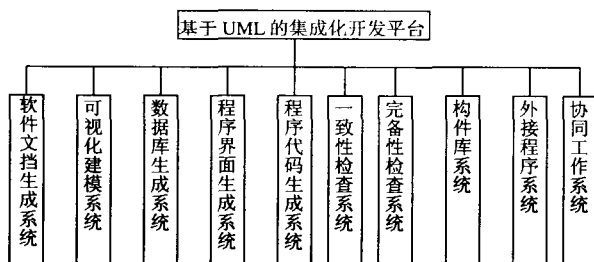 基于 UML 的集成化开发平台
软件文挡生成系统
可视化建模系统
数据库生成系统
程序界面生成系统
程序代码生成系统
一致性检查系统
完备性检查系统
构件库系统
外接程序系统
协同工作系统